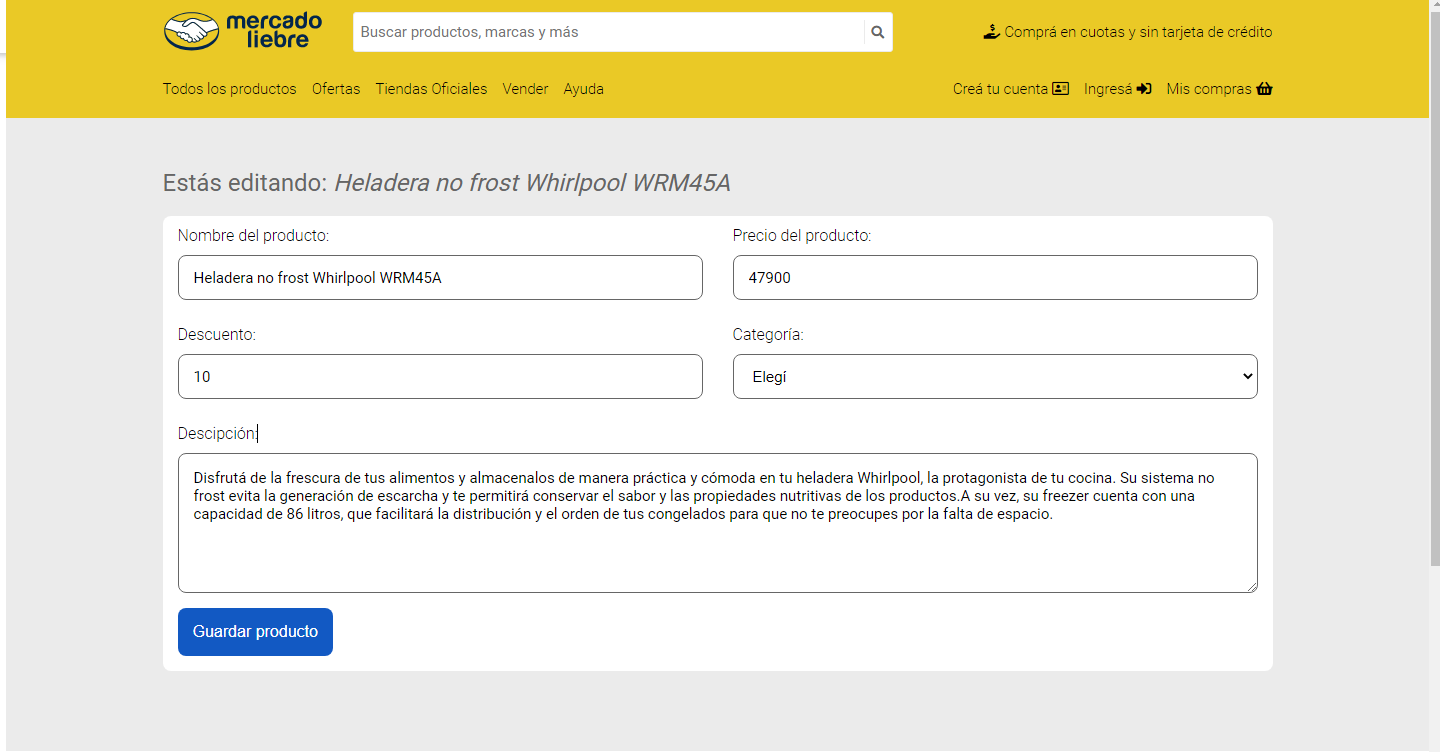 mercado
liebre
Buscar productos, marcas y más
Comprá en cuotas y sin tarjeta de crédito
Todos los productos Ofertas Tiendas Oficiales Vender Ayuda
Creá tu cuenta Ingresá Mis compras
Estás editando: Heladera no frost Whirlpool WRM45A
Nombre del producto:
Heladera no frost Whirlpool WRM45A
Precio del producto:
47900
Descuento:
10
Categoría:
Elegí
Descipción:
Disfrutá de la frescura de tus alimentos y almacenalos de manera práctica y cómoda en tu heladera Whirlpool, la protagonista de tu cocina. Su sistema no
frost evita la generación de escarcha y te permitirá conservar el sabor y las propiedades nutritivas de los productos.A su vez, su freezer cuenta con una
capacidad de 86 litros, que facilitará la distribución y el orden de tus congelados para que no te preocupes por la falta de espacio.
Guardar producto